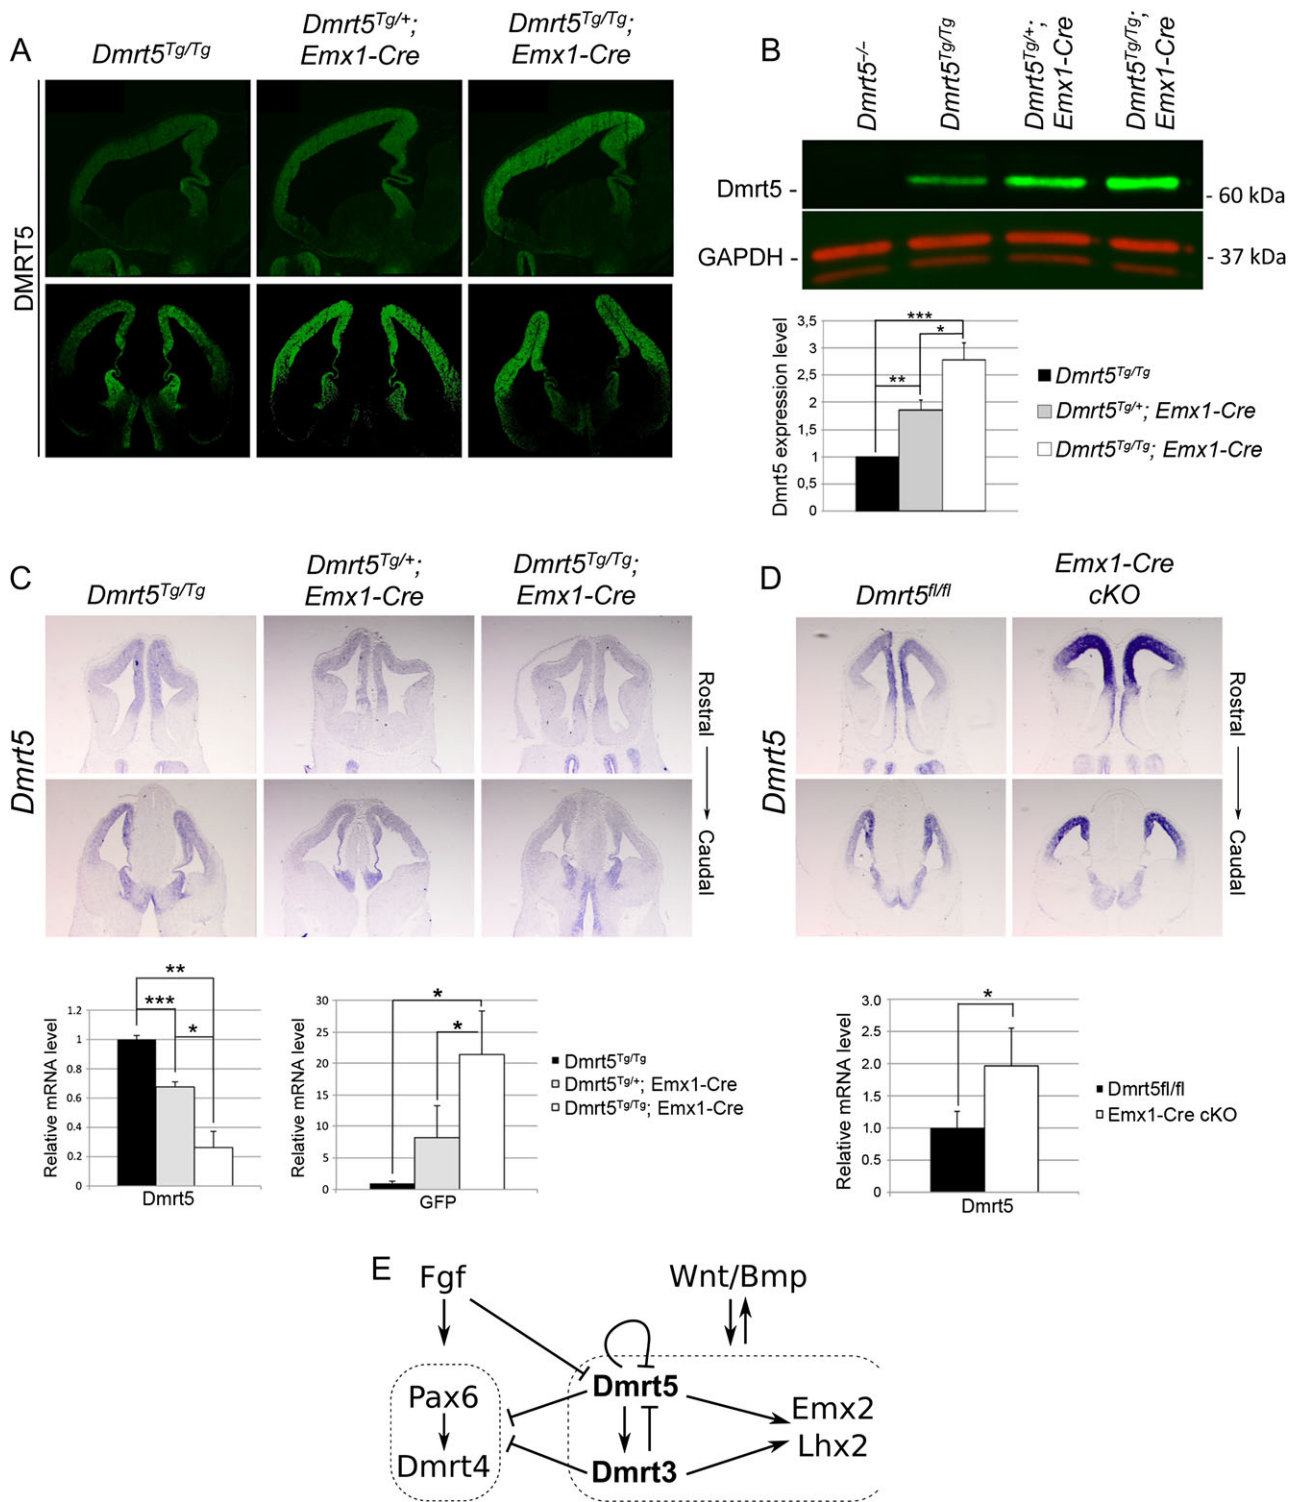 A
Dmrt5Tg/Tg
Dmrt5Tg/+;
Emx1-Cre
Dmrt5Tg/Tg;
Emx1-Cre
DMRT5
B
Dmrt5-/-
Dmrt5Tg/Tg
Dmrt5Tg/+;
Emx1-Cre
Dmrt5Tg/Tg;
Emx1-Cre
Dmrt5 -
- 60 kDa
GAPDH -
- 37 kDa
Dmrt5 expression level
3,5
3
2,5
2
1,5
1
0,5
0
***
*
**
Dmrt5Tg/Tg
Dmrt5Tg/+; Emx1-Cre
Dmrt5Tg/Tg; Emx1-Cre
C
Dmrt5Tg/Tg
Dmrt5Tg/+;
Emx1-Cre
Dmrt5Tg/Tg;
Emx1-Cre
Dmrt5
Rostral
Caudal
D
Dmrt5fl/fl
Emx1-Cre
cKO
Dmrt5
Rostral
Caudal
Relative mRNA level
1.2
1
0.8
0.6
0.4
0.2
0
**
***
*
Dmrt5
Relative mRNA level
30
25
20
15
10
5
0
*
*
GFP
Dmrt5Tg/Tg
Dmrt5Tg/+; Emx1-Cre
Dmrt5Tg/Tg; Emx1-Cre
Relative mRNA level
3.0
2.5
2.0
1.5
1.0
0.5
0
*
Dmrt5
Dmrt5fl/fl
Emx1-Cre cKO
E
Fgf
Wnt/Bmp
Pax6
Dmrt4
Dmrt5
Dmrt3
Emx2
Lhx2